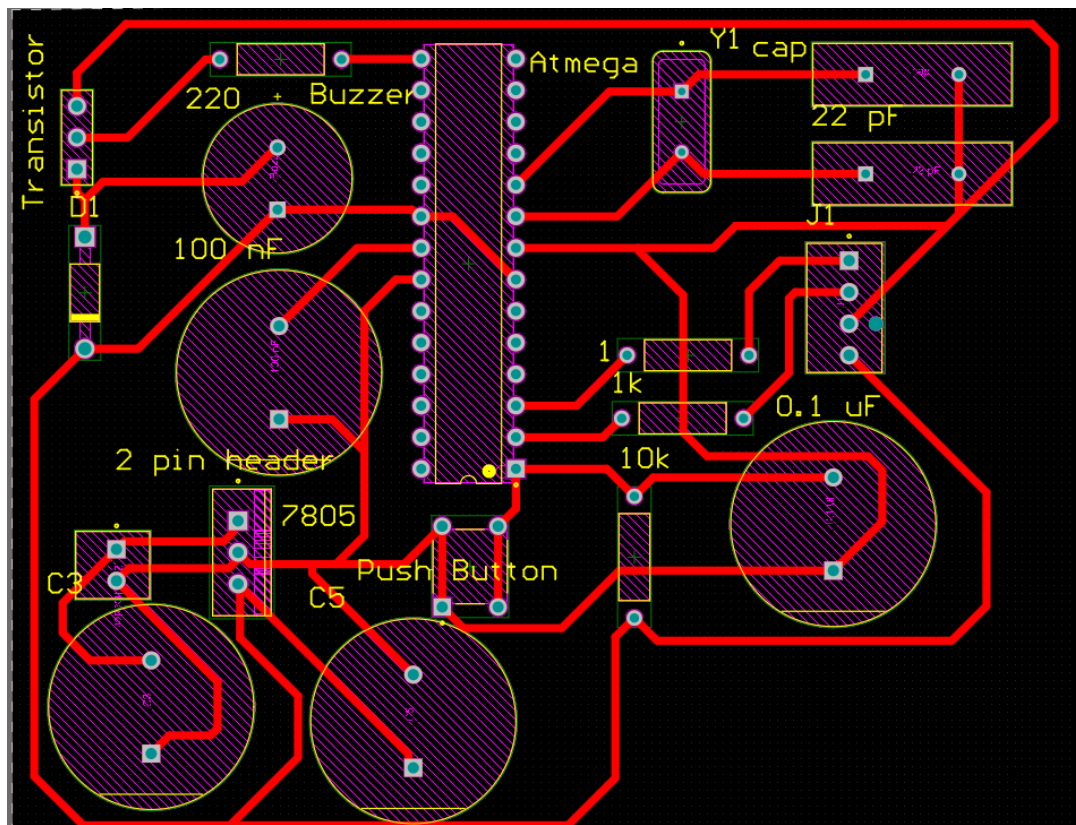 Transistor
Y1
cap
Atmega
220
+
Buzzer
22 pF
D1
J1
100 nF
1
1k
0.1 uF
2 pin header
10k
7805
Push Button
C3
C5